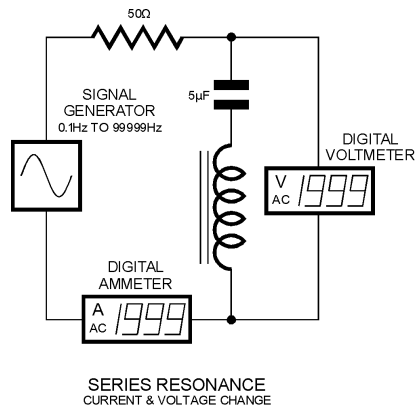 50Ω
SIGNAL
GENERATOR
0.1Hz TO 99999Hz
5µF
DIGITAL
VOLTMETER
V
AC
1999
DIGITAL
AMMETER
A
AC
1999
SERIES RESONANCE
CURRENT & VOLTAGE CHANGE